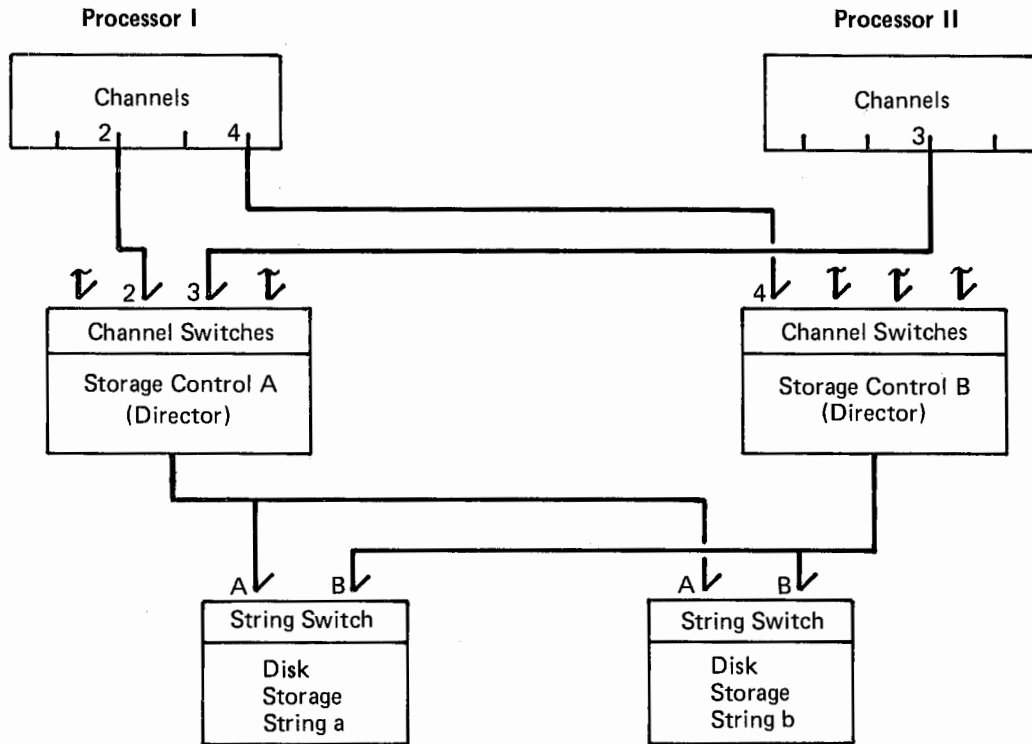 Processor I
Processor II
Channels
2
4
Channels
3
2
3
4
Channel Switches
Storage Control A
(Director)
Channel Switches
Storage Control B
(Director)
A
B
A
B
String Switch
Disk
Storage
String a
String Switch
Disk
Storage
String b